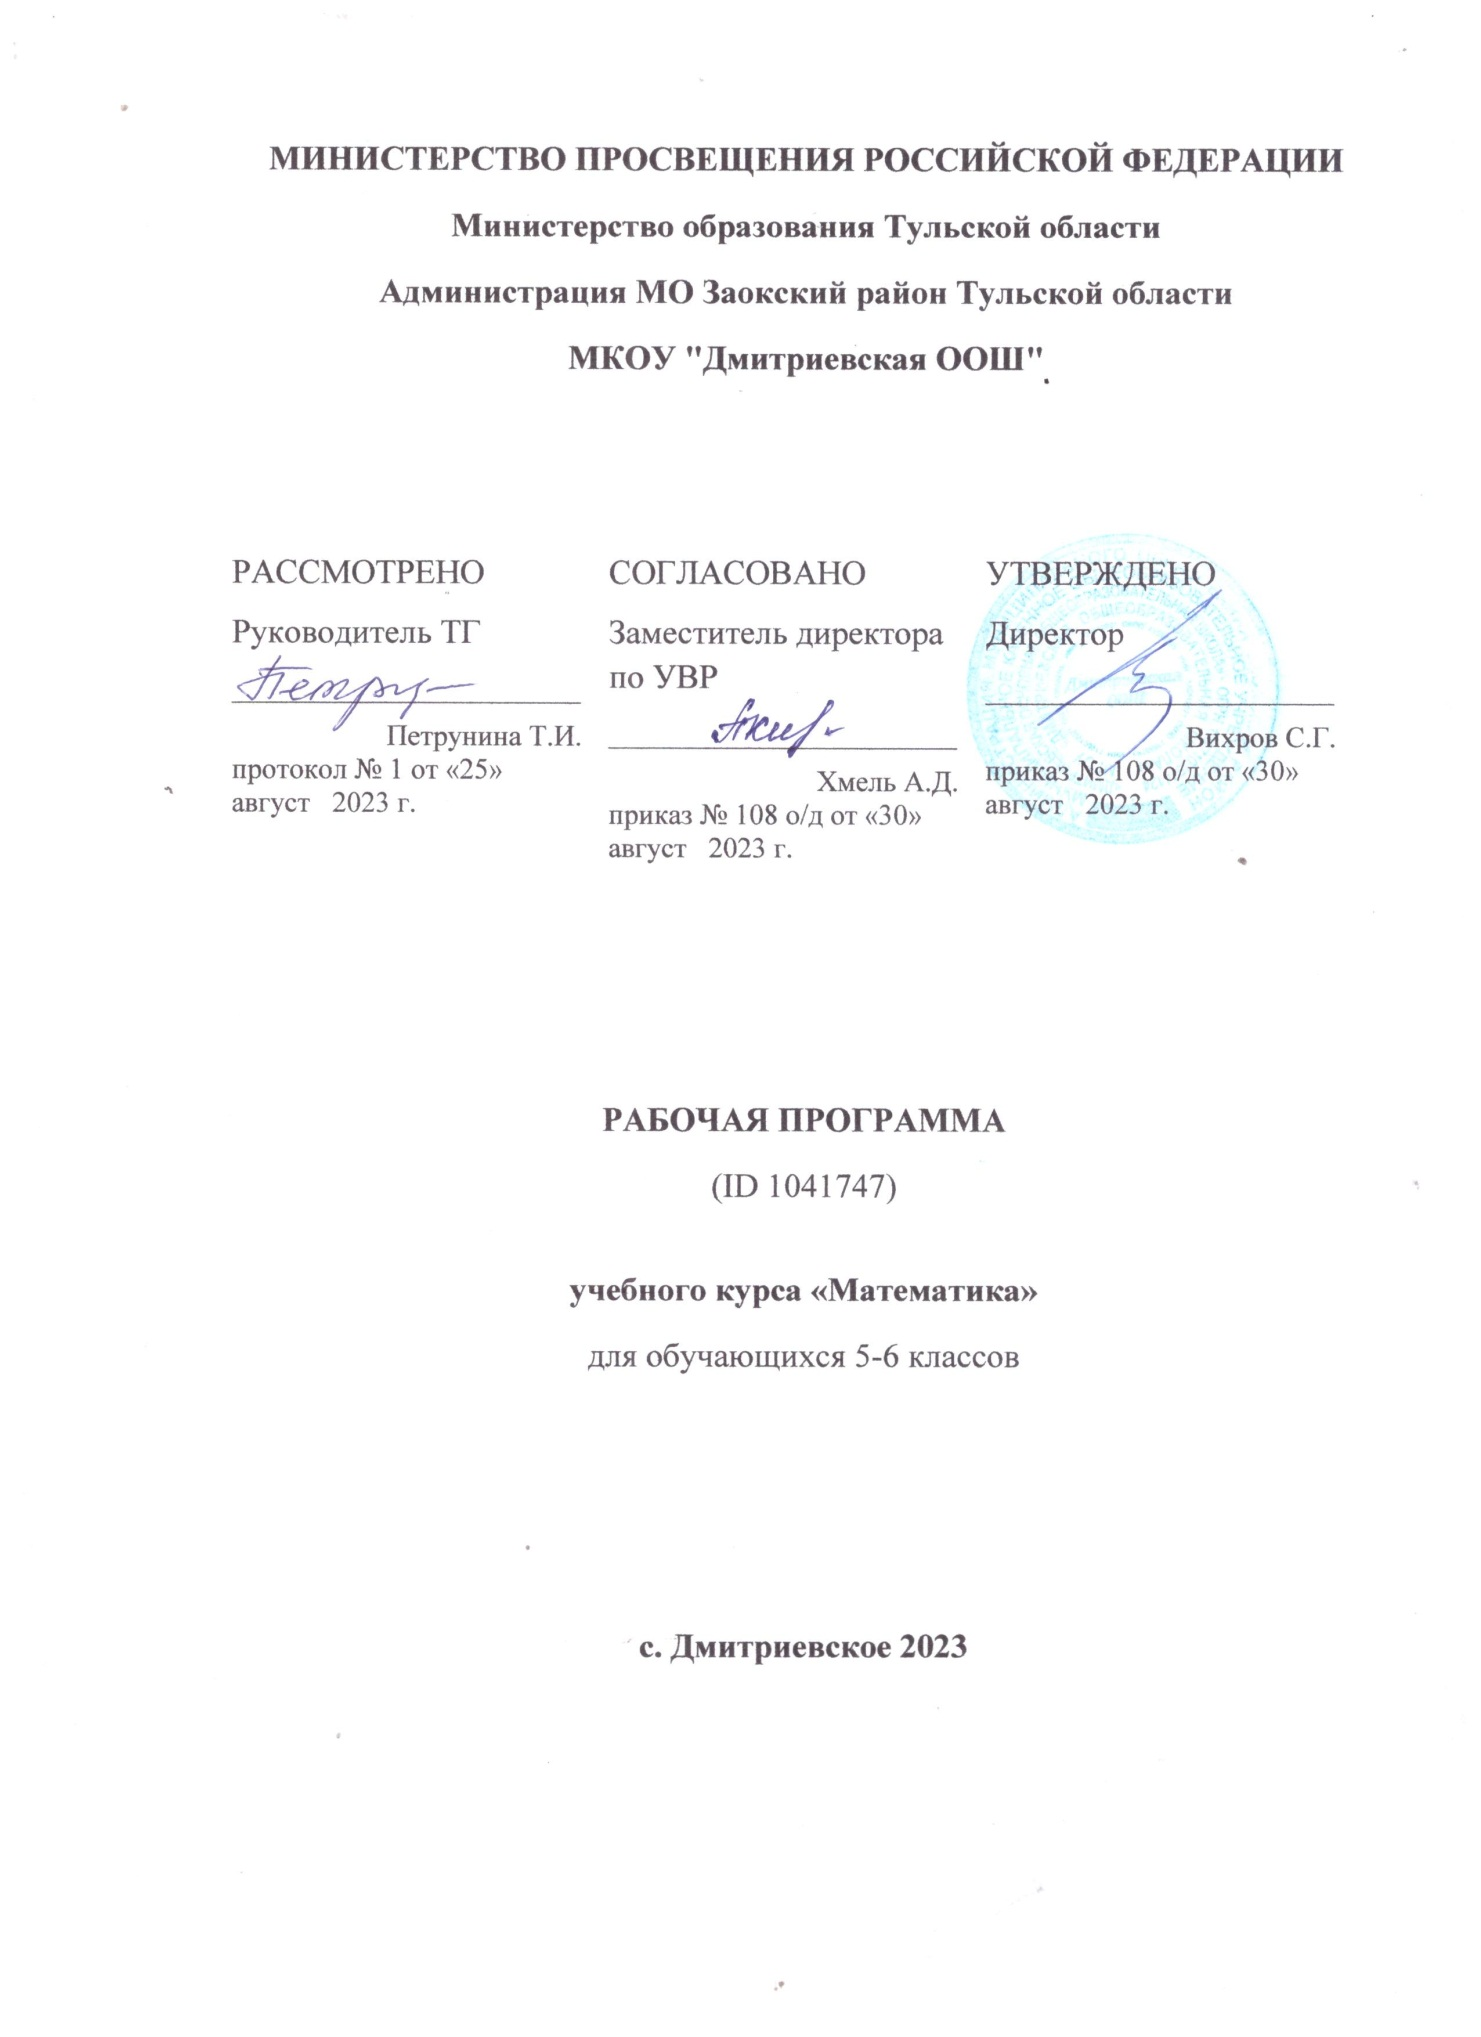 МИНИСТЕРСТВО ПРОСВЕЩЕНИЯ РОССИЙСКОЙ ФЕДЕРАЦИИ
Министерство образования Тульской области
Администрация МО Заокский район Тульской области
МКОУ "Дмитриевская ООШ"
РАССМОТРЕНО
Руководитель ТГ
Петрунина Т.И.
протокол № 1 от «25»
август 2023 г.
СОГЛАСОВАНО
Заместитель директора
по УВР
Хмель А.Д.
приказ № 108 о/д от «30»
август 2023 г.
УТВЕРЖДЕНО
Директор
Вихров С.Г.
приказ № 108 о/д от «30»
август 2023 г.
РАБОЧАЯ ПРОГРАММА
(ID 1041747)
учебного курса «Математика»
для обучающихся 5-6 классов
с. Дмитриевское 2023